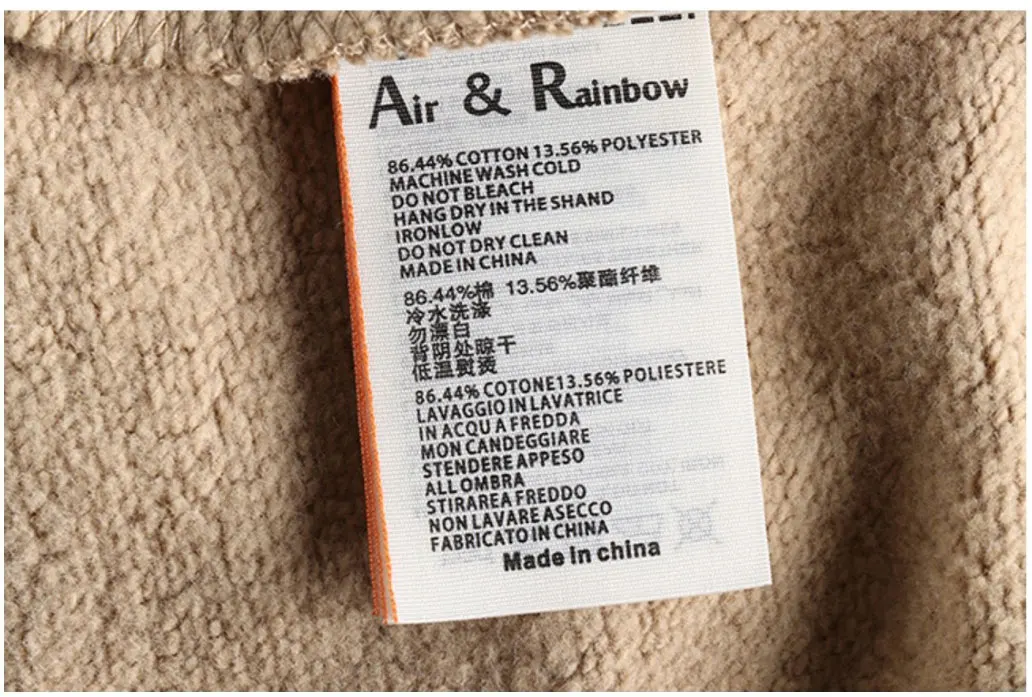 Air & Rainbow
86.44% COTTON 13.56% POLYESTER
MACHINE WASH COLD
DO NOT BLEACH
HANG DRY IN THE SHAND
IRONLOW
DO NOT DRY CLEAN
MADE IN CHINA
86.44%棉 13.56%聚酯纤维
冷水洗涤
勿漂白
背阴处晾干
低温熨烫
86.44% COTONE13.56% POLIESTERE
LAVAGGIO IN LAVATRICE
IN ACQU A FREDDA
MON CANDEGGIARE
STENDERE APPESO
ALL OMBRA
STIRAREA FREDDO
NON LAVARE ASECCO
FABRICATO IN CHINA
Made In china